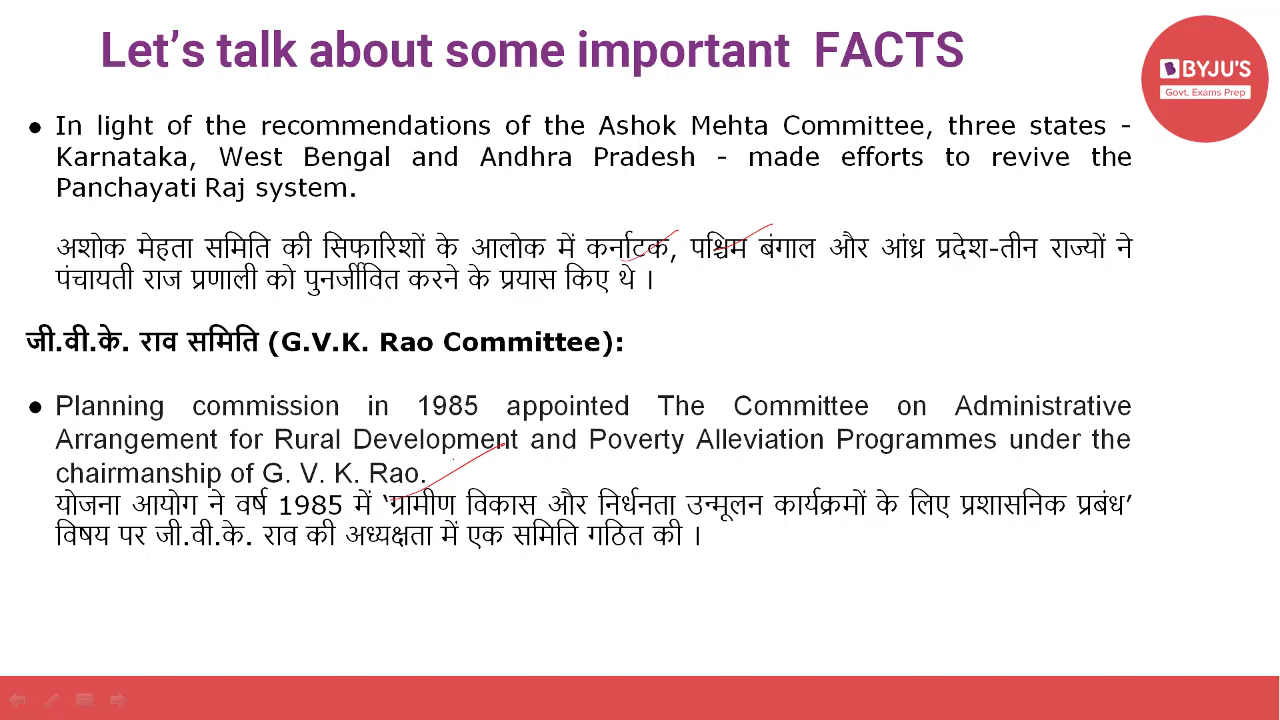 Let's talk about some important FACTS
BYJU'S
Govt. Exams Prep
● In light of the recommendations of the Ashok Mehta Committee, three states -
Karnataka, West Bengal and Andhra Pradesh - made efforts to revive the
Panchayati Raj system.
अशोक मेहता समिति की सिफारिशों के आलोक में कर्नाटक, पश्चिम बंगाल और आंध्र प्रदेश-तीन राज्यों ने
पंचायती राज प्रणाली को पुनर्जीवित करने के प्रयास किए थे ।
जी.वी.के. राव समिति (G.V.K. Rao Committee):
● Planning commission in 1985 appointed The Committee on Administrative
Arrangement for Rural Development and Poverty Alleviation Programmes under the
chairmanship of G. V. K. Rao.
योजना आयोग ने वर्ष 1985 में ‘ग्रामीण विकास और निर्धनता उन्मूलन कार्यक्रमों के लिए प्रशासनिक प्रबंध’
विषय पर जी.वी.के. राव की अध्यक्षता में एक समिति गठित की ।